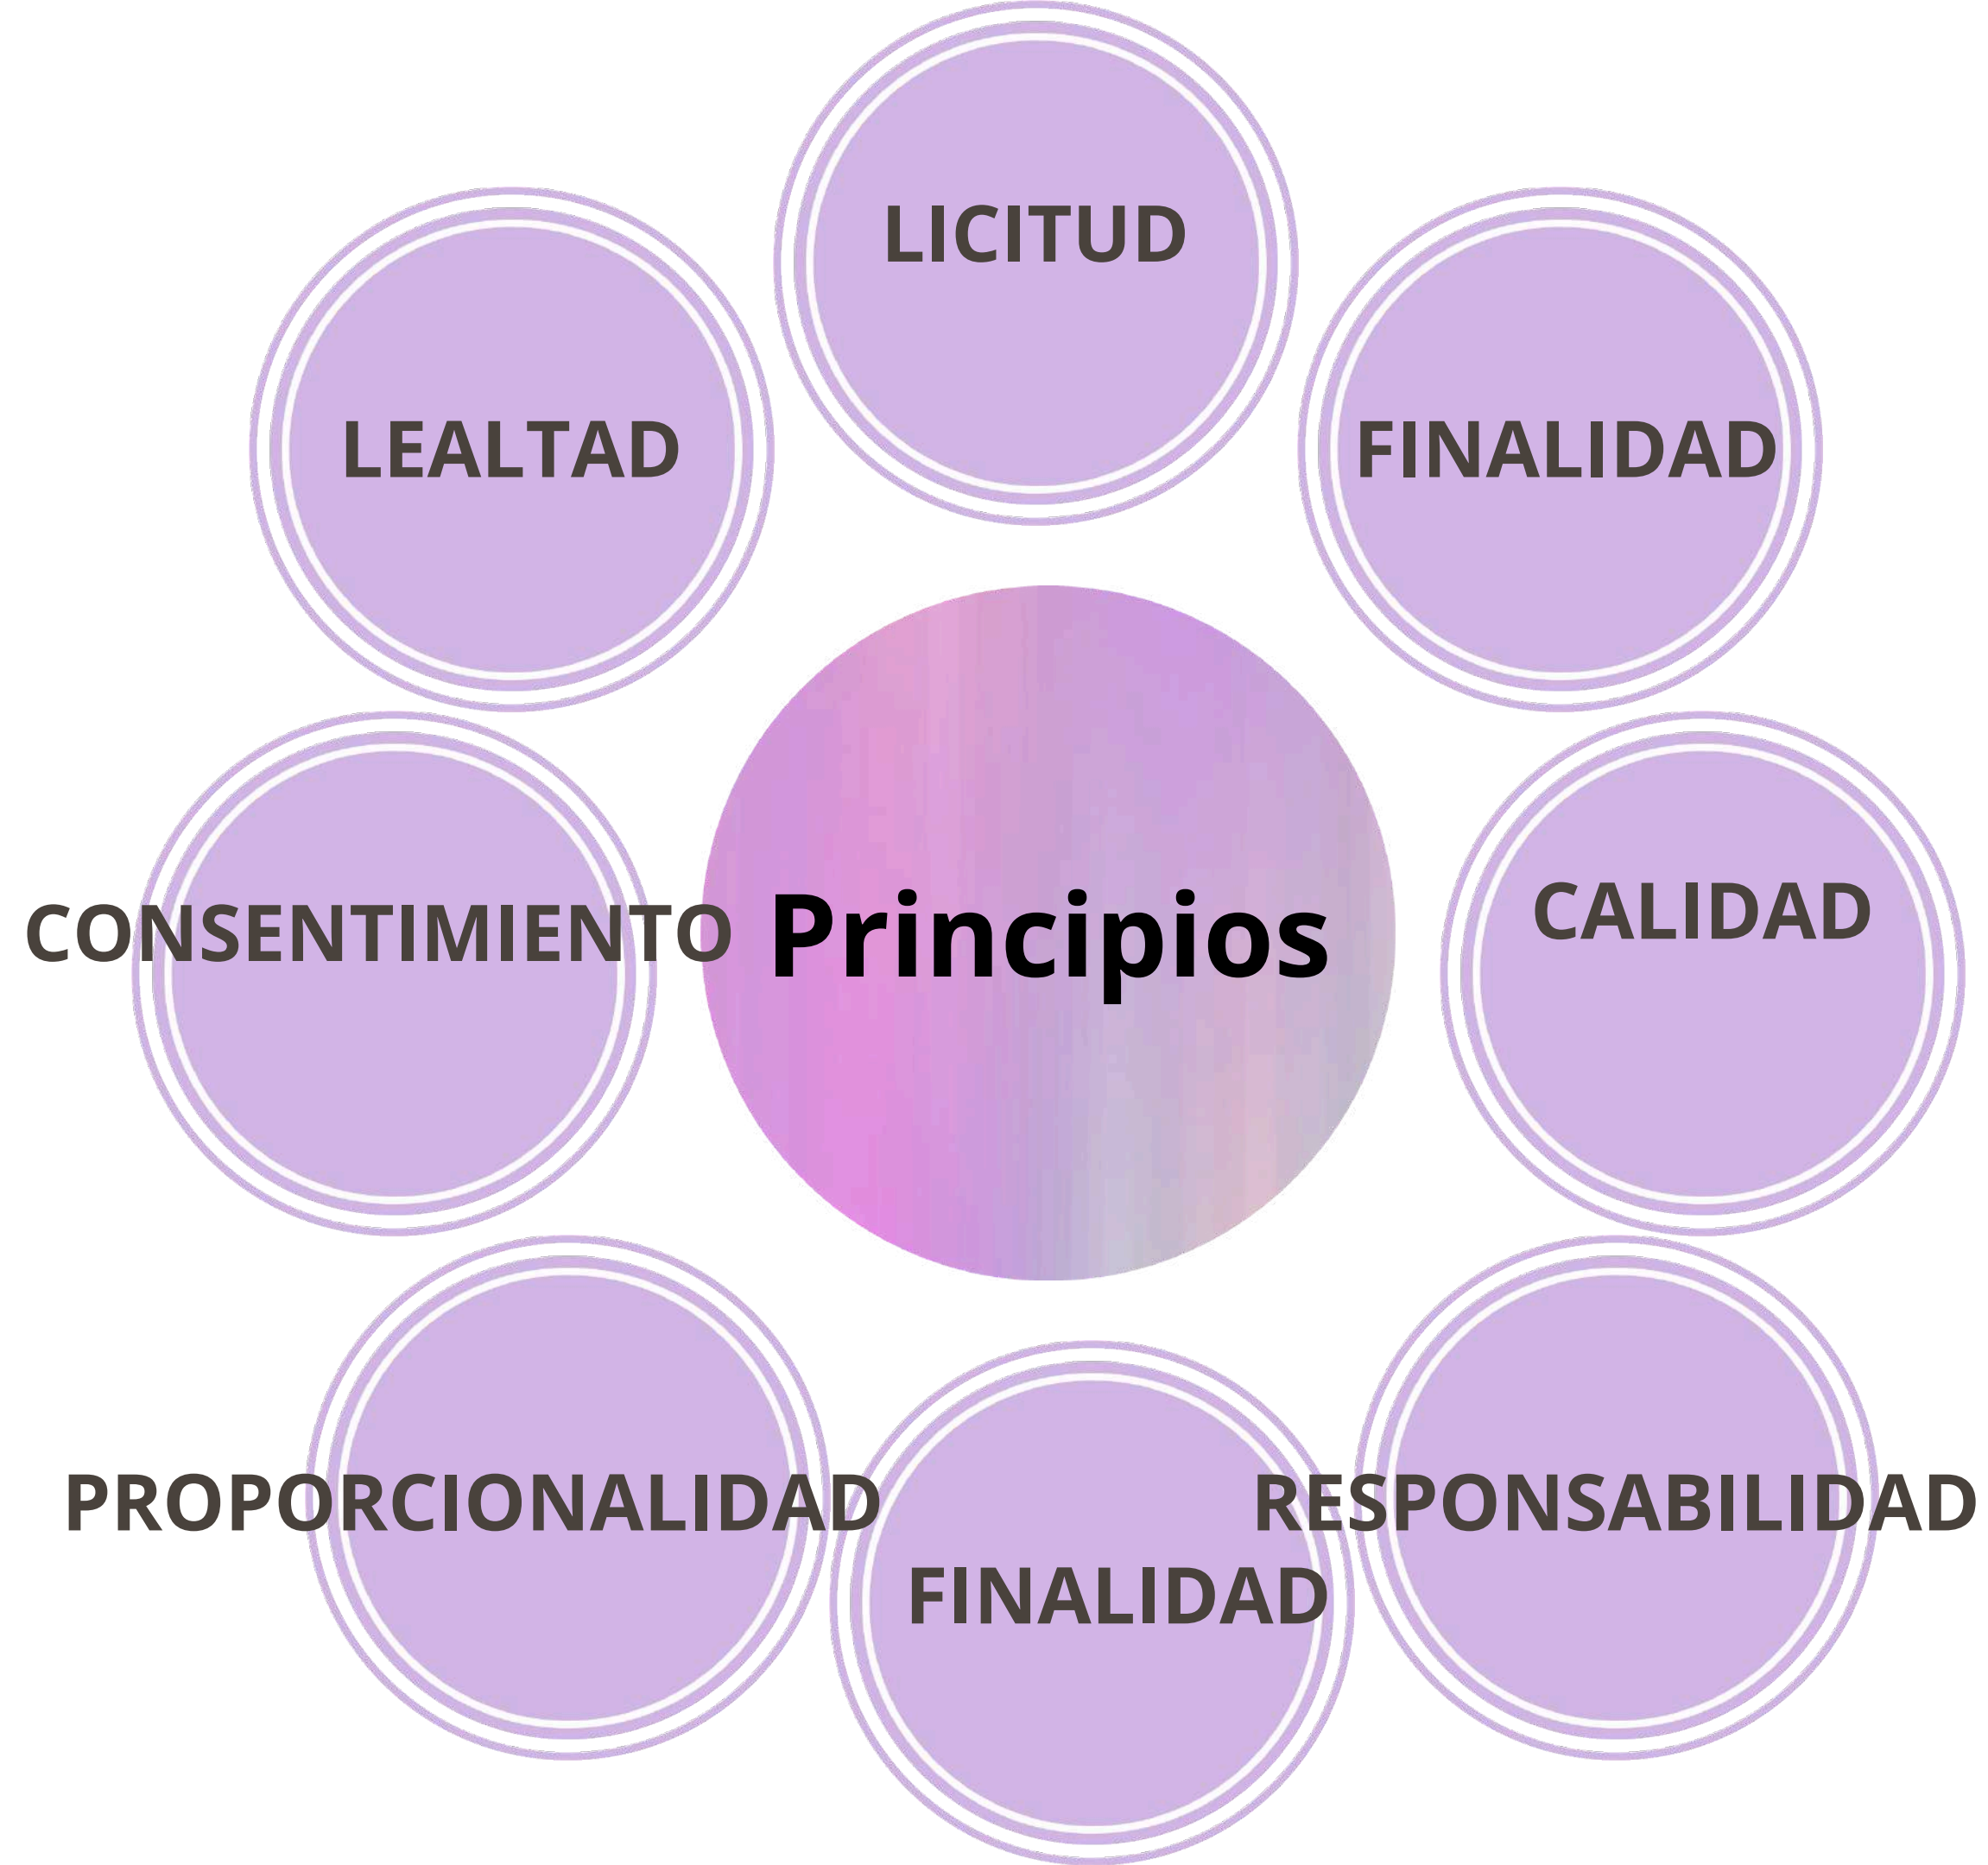 LICITUD
LEALTAD
FINALIDAD
CALIDAD
CONSENTIMIENTO
Principios
PROPORCIONALIDAD
RESPONSABILIDAD
FINALIDAD